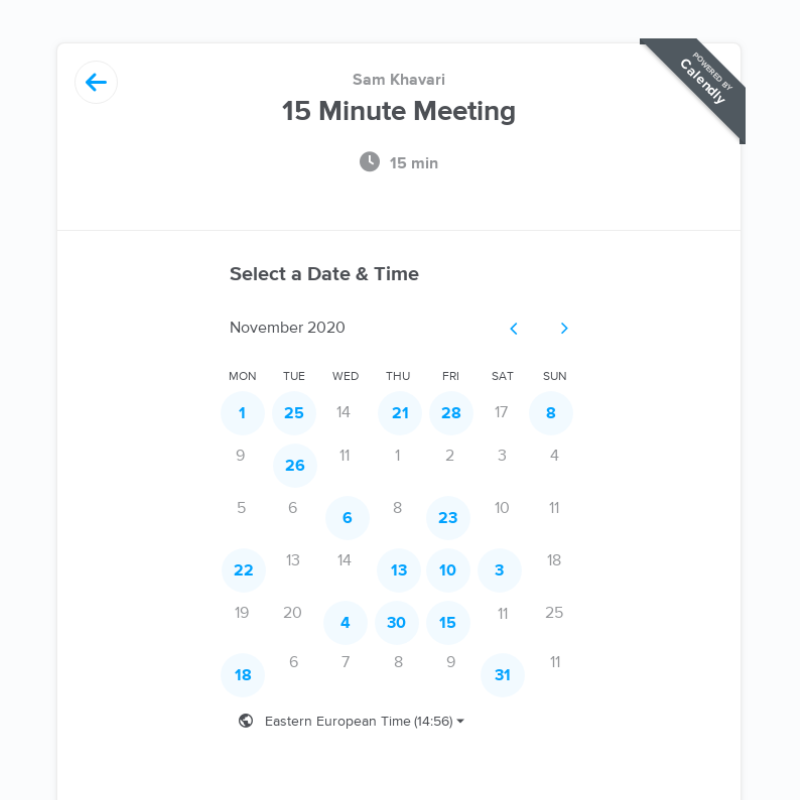 POWERED BY
Calendly
Sam Khavari
15 Minute Meeting
15 min
Select a Date & Time
November 2020
MON TUE WED THU FRI SAT SUN
1 25 14 21 28 17 8
9 26 11 1 2 3 4
5 6 6 8 23 10 11
22 13 14 13 10 3 18
19 20 4 30 15 11 25
18 6 7 8 9 31 11
Eastern European Time (14:56)